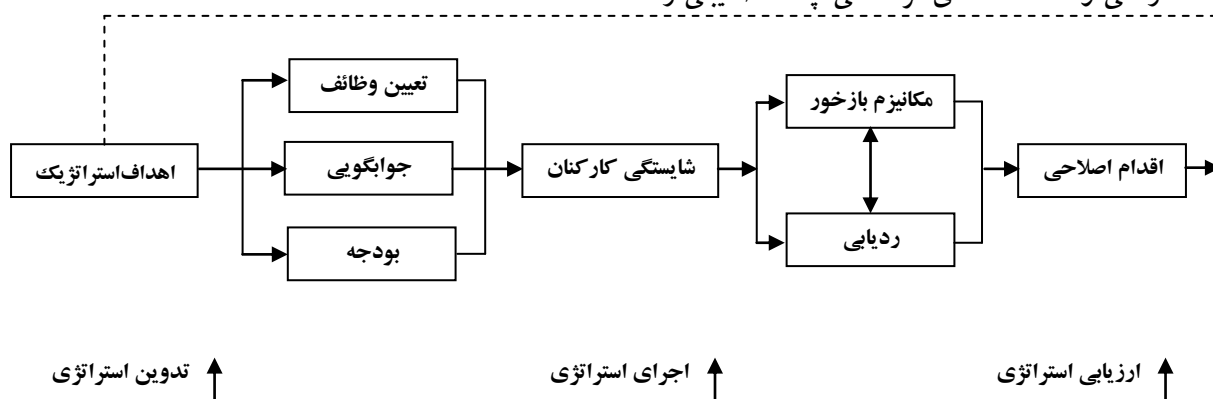 تعیین وظائف
مکانیزم بازخور
اهداف‌استراتژیک
جوابگویی
شایستگی کارکنان
اقدام اصلاحی
ردیابی
بودجه
تدوین استراتژی
اجرای استراتژی
ارزیابی استراتژی